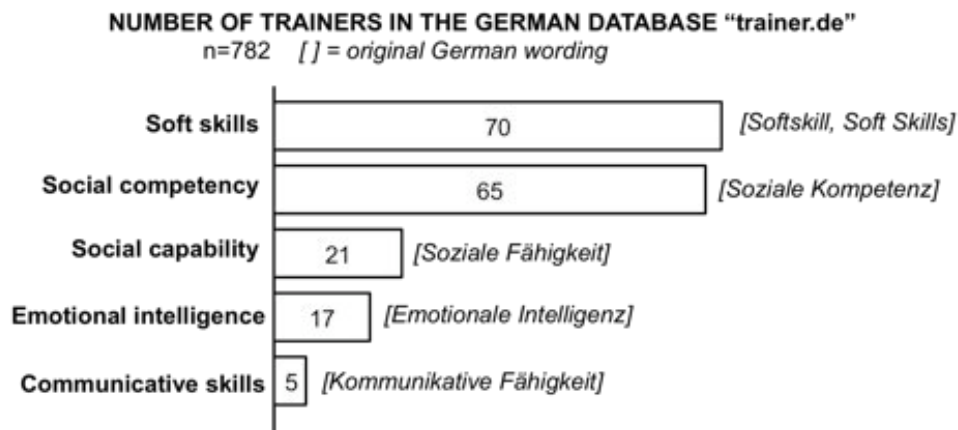 NUMBER OF TRAINERS IN THE GERMAN DATABASE “trainer.de”
n=782 [ ] = original German wording
Soft skills 70 [Softskill, Soft Skills]
Social competency 65 [Soziale Kompetenz]
Social capability 21 [Soziale Fähigkeit]
Emotional intelligence 17 [Emotionale Intelligenz]
Communicative skills 5 [Kommunikative Fähigkeit]